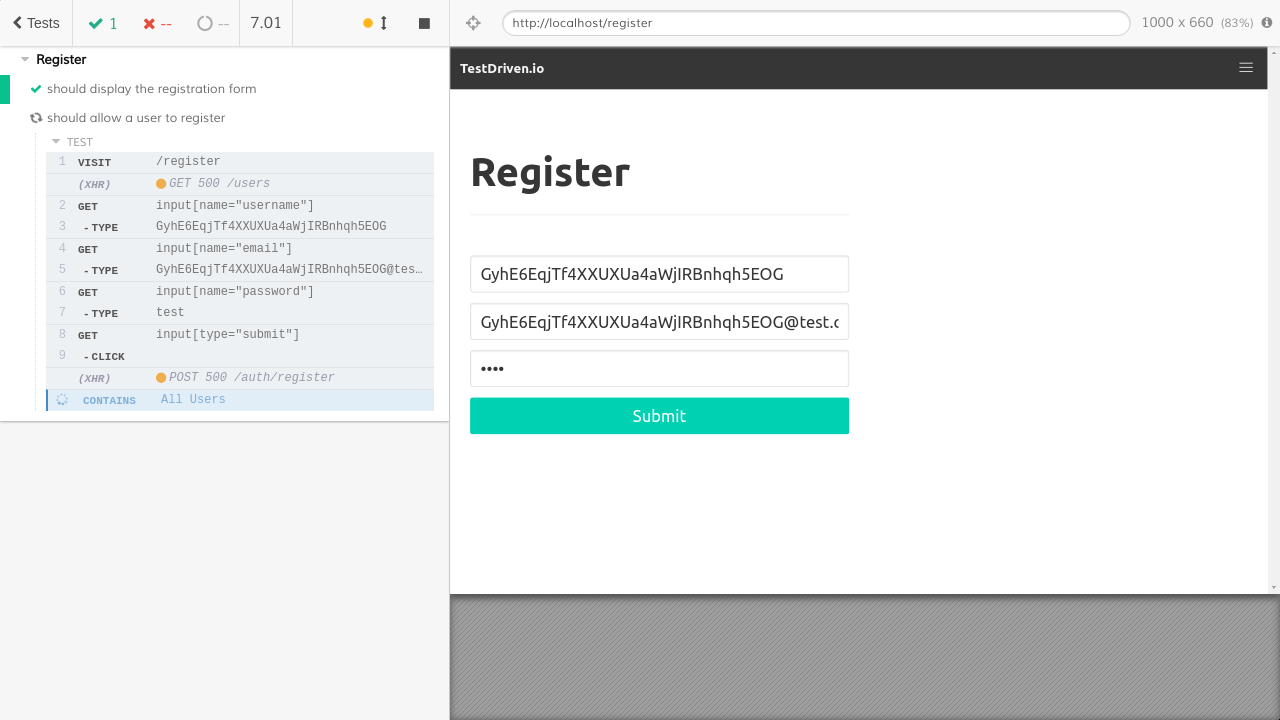 Tests
1
--
--
7.01
http://localhost/register
1000 x 660 (83%)
Register
should display the registration form
should allow a user to register
TEST
1 VISIT /register
(XHR) GET 500 /users
2 GET input[name="username"]
3 - TYPE GyhE6EqjTf4XXUXUa4aWjIRBnhqh5EOG
4 GET input[name="email"]
5 - TYPE GyhE6EqjTf4XXUXUa4aWjIRBnhqh5EOG@tes…
6 GET input[name="password"]
7 - TYPE test
8 GET input[type="submit"]
9 - CLICK
(XHR) POST 500 /auth/register
CONTAINS All Users
TestDriven.io
Register
GyhE6EqjTf4XXUXUa4aWjIRBnhqh5EOG
GyhE6EqjTf4XXUXUa4aWjIRBnhqh5EOG@test.c
••••
Submit